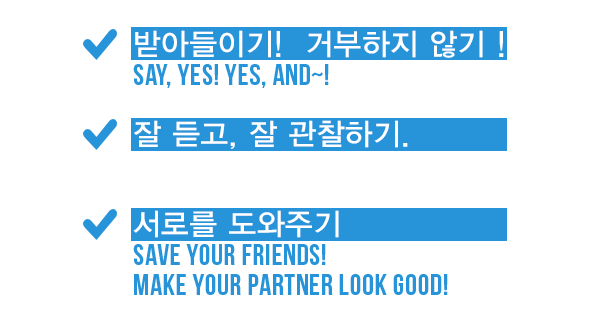 받아들이기!  거부하지 않기 !
SAY, YES! YES, AND~!
잘 듣고, 잘 관찰하기.
서로를 도와주기
SAVE YOUR FRIENDS!
MAKE YOUR PARTNER LOOK GOOD!